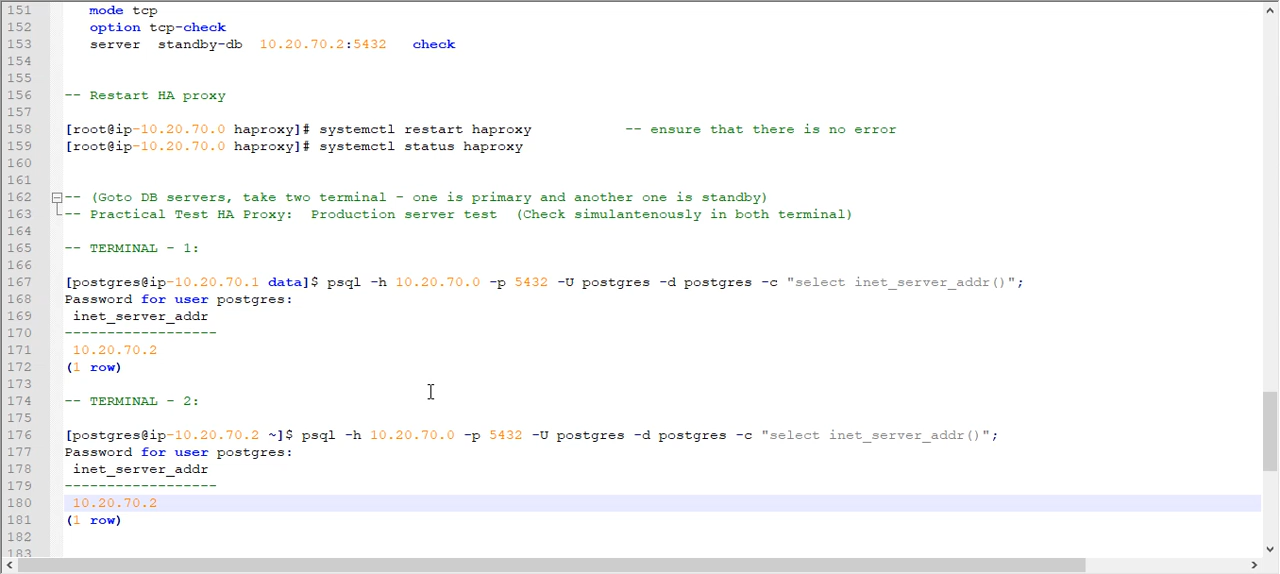 151 mode tcp
152 option tcp-check
153 server standby-db 10.20.70.2:5432 check
154
155
156 -- Restart HA proxy
157
158 [root@ip-10.20.70.0 haproxy]# systemctl restart haproxy -- ensure that there is no error
159 [root@ip-10.20.70.0 haproxy]# systemctl status haproxy
160
161
162 -- (Goto DB servers, take two terminal - one is primary and another one is standby)
163 -- Practical Test HA Proxy: Production server test (Check simulantenously in both terminal)
164
165 -- TERMINAL - 1:
166
167 [postgres@ip-10.20.70.1 data]$ psql -h 10.20.70.0 -p 5432 -U postgres -d postgres -c "select inet_server_addr()";
168 Password for user postgres:
169 inet_server_addr
170 ------------------
171 10.20.70.2
172 (1 row)
173
174 -- TERMINAL - 2:
175
176 [postgres@ip-10.20.70.2 ~]$ psql -h 10.20.70.0 -p 5432 -U postgres -d postgres -c "select inet_server_addr()";
177 Password for user postgres:
178 inet_server_addr
179 ------------------
180 10.20.70.2
181 (1 row)
182
183